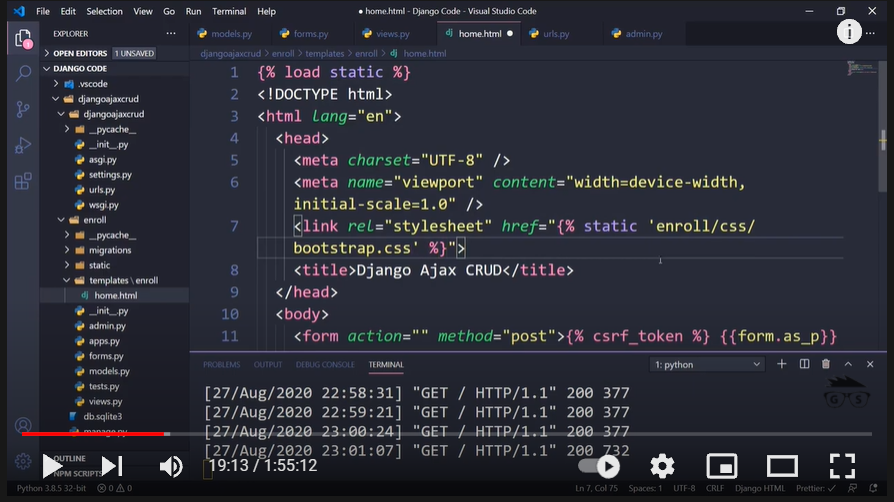 File Edit Selection View Go Run Terminal Help ● home.html - Django Code - Visual Studio Code
EXPLORER
OPEN EDITORS 1 UNSAVED
DJANGO CODE
.vscode
djangoajaxcrud
djangoajaxcrud
__pycache__
__init__.py
asgi.py
settings.py
urls.py
wsgi.py
enroll
__pycache__
migrations
static
templates \ enroll
home.html
__init__.py
admin.py
apps.py
forms.py
models.py
tests.py
views.py
db.sqlite3
manage.py
OUTLINE
NPM SCRIPTS
models.py forms.py views.py home.html urls.py admin.py
djangoajaxcrud > enroll > templates > enroll > home.html
1 {% load static %}
2 <!DOCTYPE html>
3 <html lang="en">
4 <head>
5 <meta charset="UTF-8" />
6 <meta name="viewport" content="width=device-width,
initial-scale=1.0" />
7 <link rel="stylesheet" href="{% static 'enroll/css/
bootstrap.css' %}">
8 <title>Django Ajax CRUD</title>
9 </head>
10 <body>
11 <form action="" method="post">{% csrf_token %} {{form.as_p}}
PROBLEMS OUTPUT DEBUG CONSOLE TERMINAL 1: python
[27/Aug/2020 22:58:31] "GET / HTTP/1.1" 200 377
[27/Aug/2020 22:59:21] "GET / HTTP/1.1" 200 377
[27/Aug/2020 23:00:24] "GET / HTTP/1.1" 200 377
[27/Aug/2020 23:01:07] "GET / HTTP/1.1" 200 732
G S
19:13 / 1:55:12
Python 3.8.5 32-bit 0 0 Ln 7, Col 75 Spaces: 1 UTF-8 CRLF Django HTML Prettier: ✓